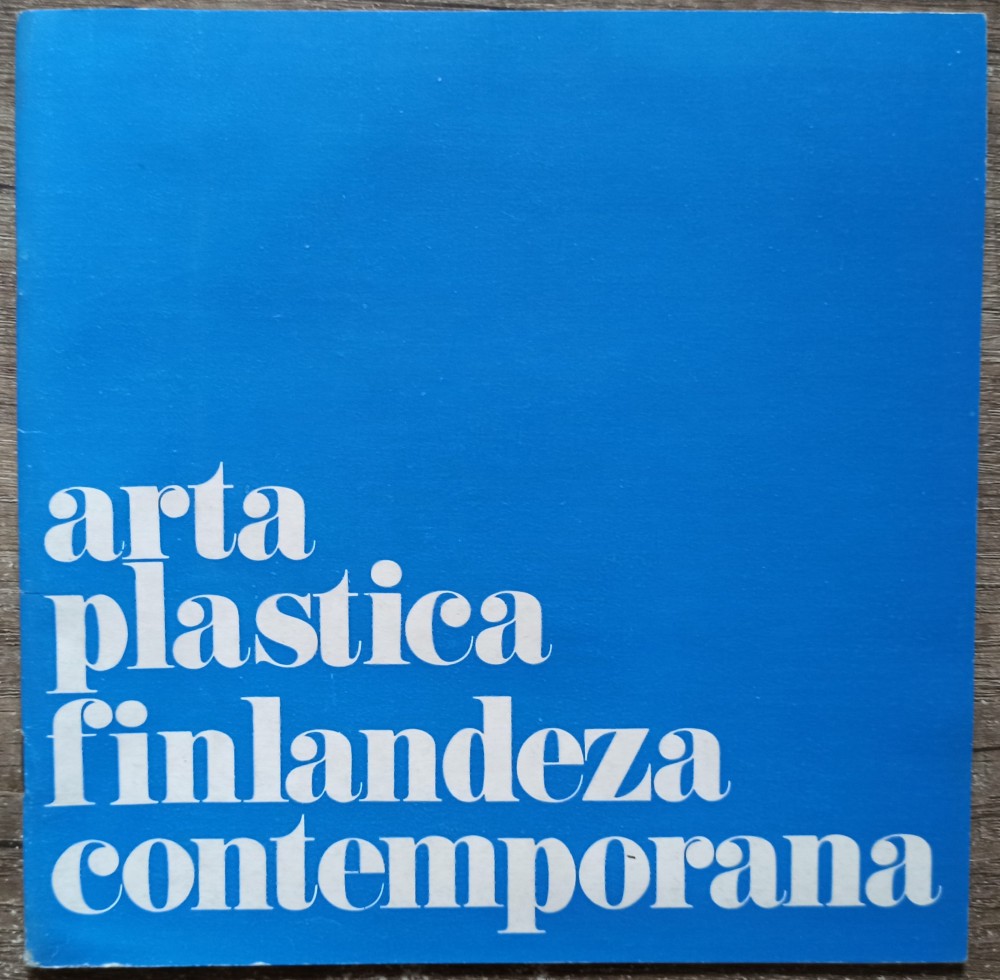 arta
plastica
finlandeza
contemporana